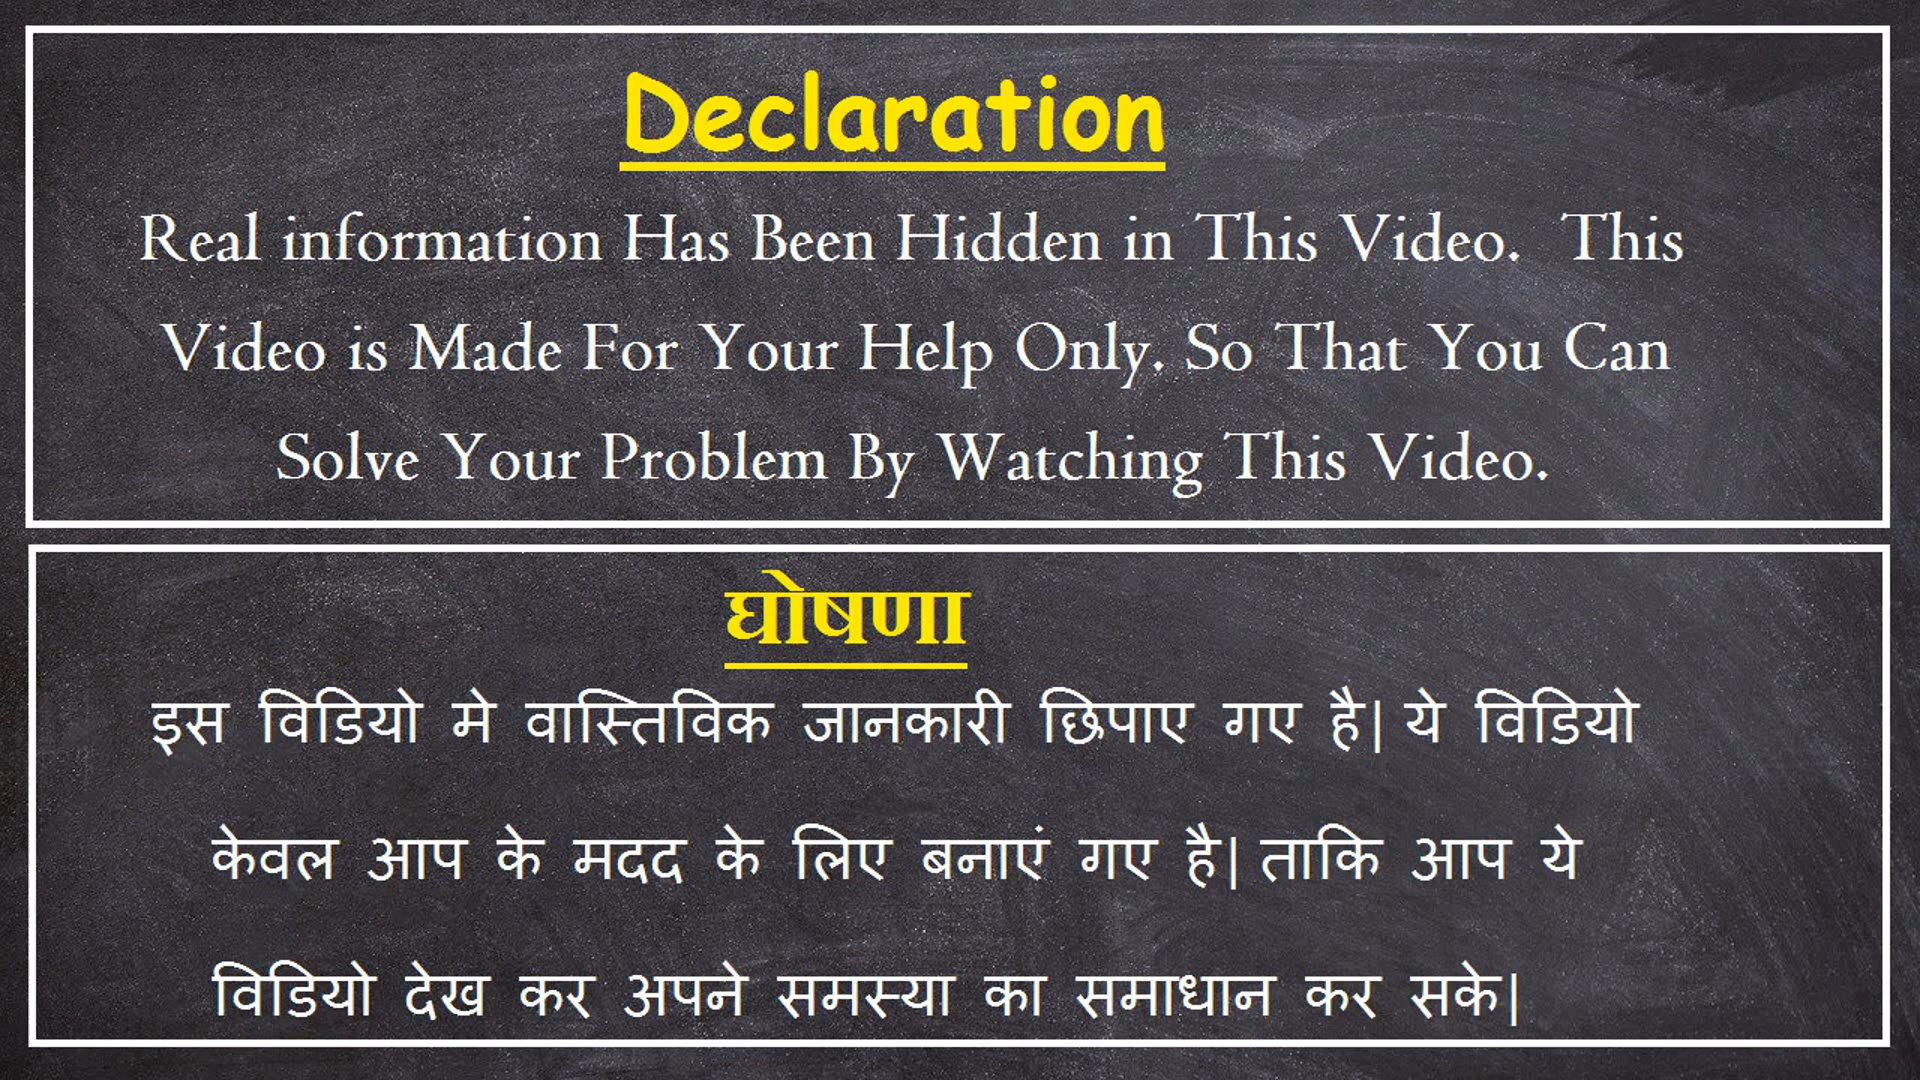 Declaration
Real information Has Been Hidden in This Video. This
Video is Made For Your Help Only. So That You Can
Solve Your Problem By Watching This Video.
घोषणा
इस विडियो मे वास्तिविक जानकारी छिपाए गए है| ये विडियो
केवल आप के मदद के लिए बनाएं गए है| ताकि आप ये
विडियो देख कर अपने समस्या का समाधान कर सके|